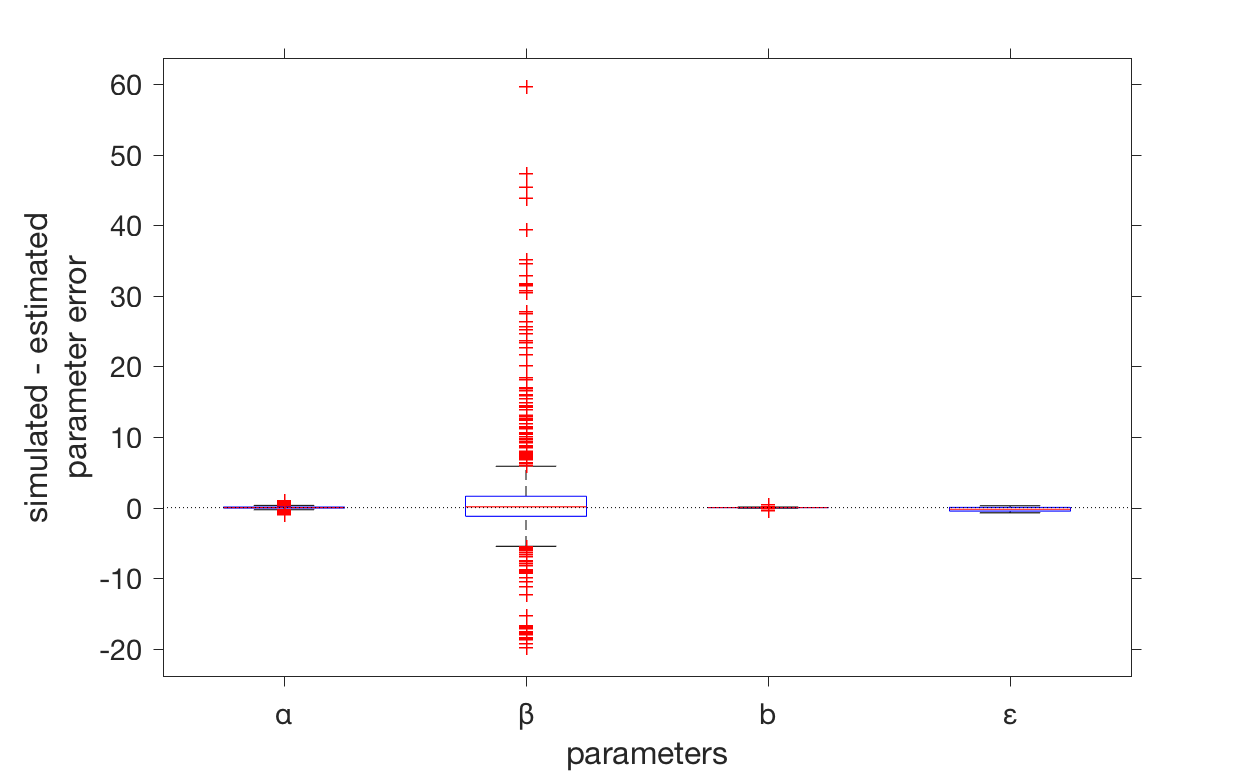 simulated - estimated
parameter error
60
50
40
30
20
10
0
-10
-20
α
β
b
ε
parameters